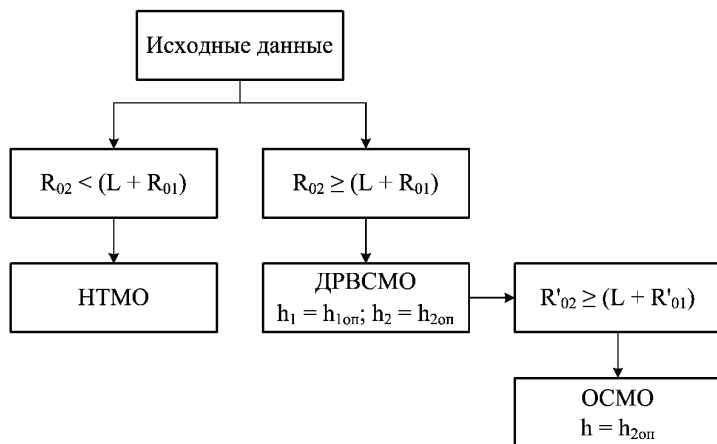 Исходные данные
R₀₂ < (L + R₀₁)
R₀₂ ≥ (L + R₀₁)
НТМО
ДРВСМО
h₁ = h₁оп; h₂ = h₂оп
R'₀₂ ≥ (L + R'₀₁)
ОСМО
h = h₂оп